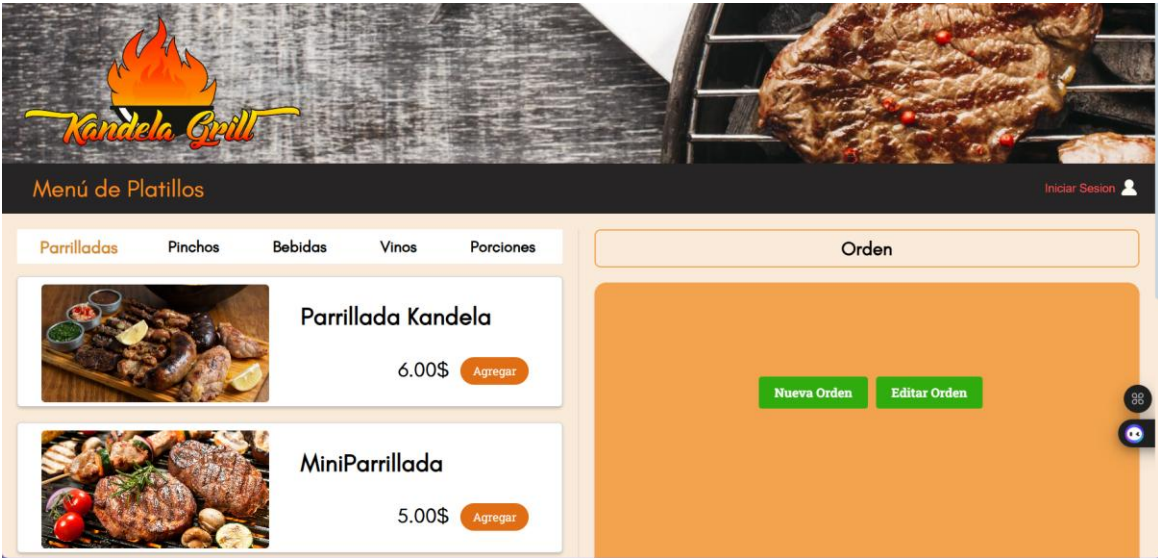 Kandela Grill
Menú de Platillos
Iniciar Sesion
Parrilladas Pinchos Bebidas Vinos Porciones
Orden
Parrillada Kandela
6.00$ Agregar
Nueva Orden Editar Orden
MiniParrillada
5.00$ Agregar